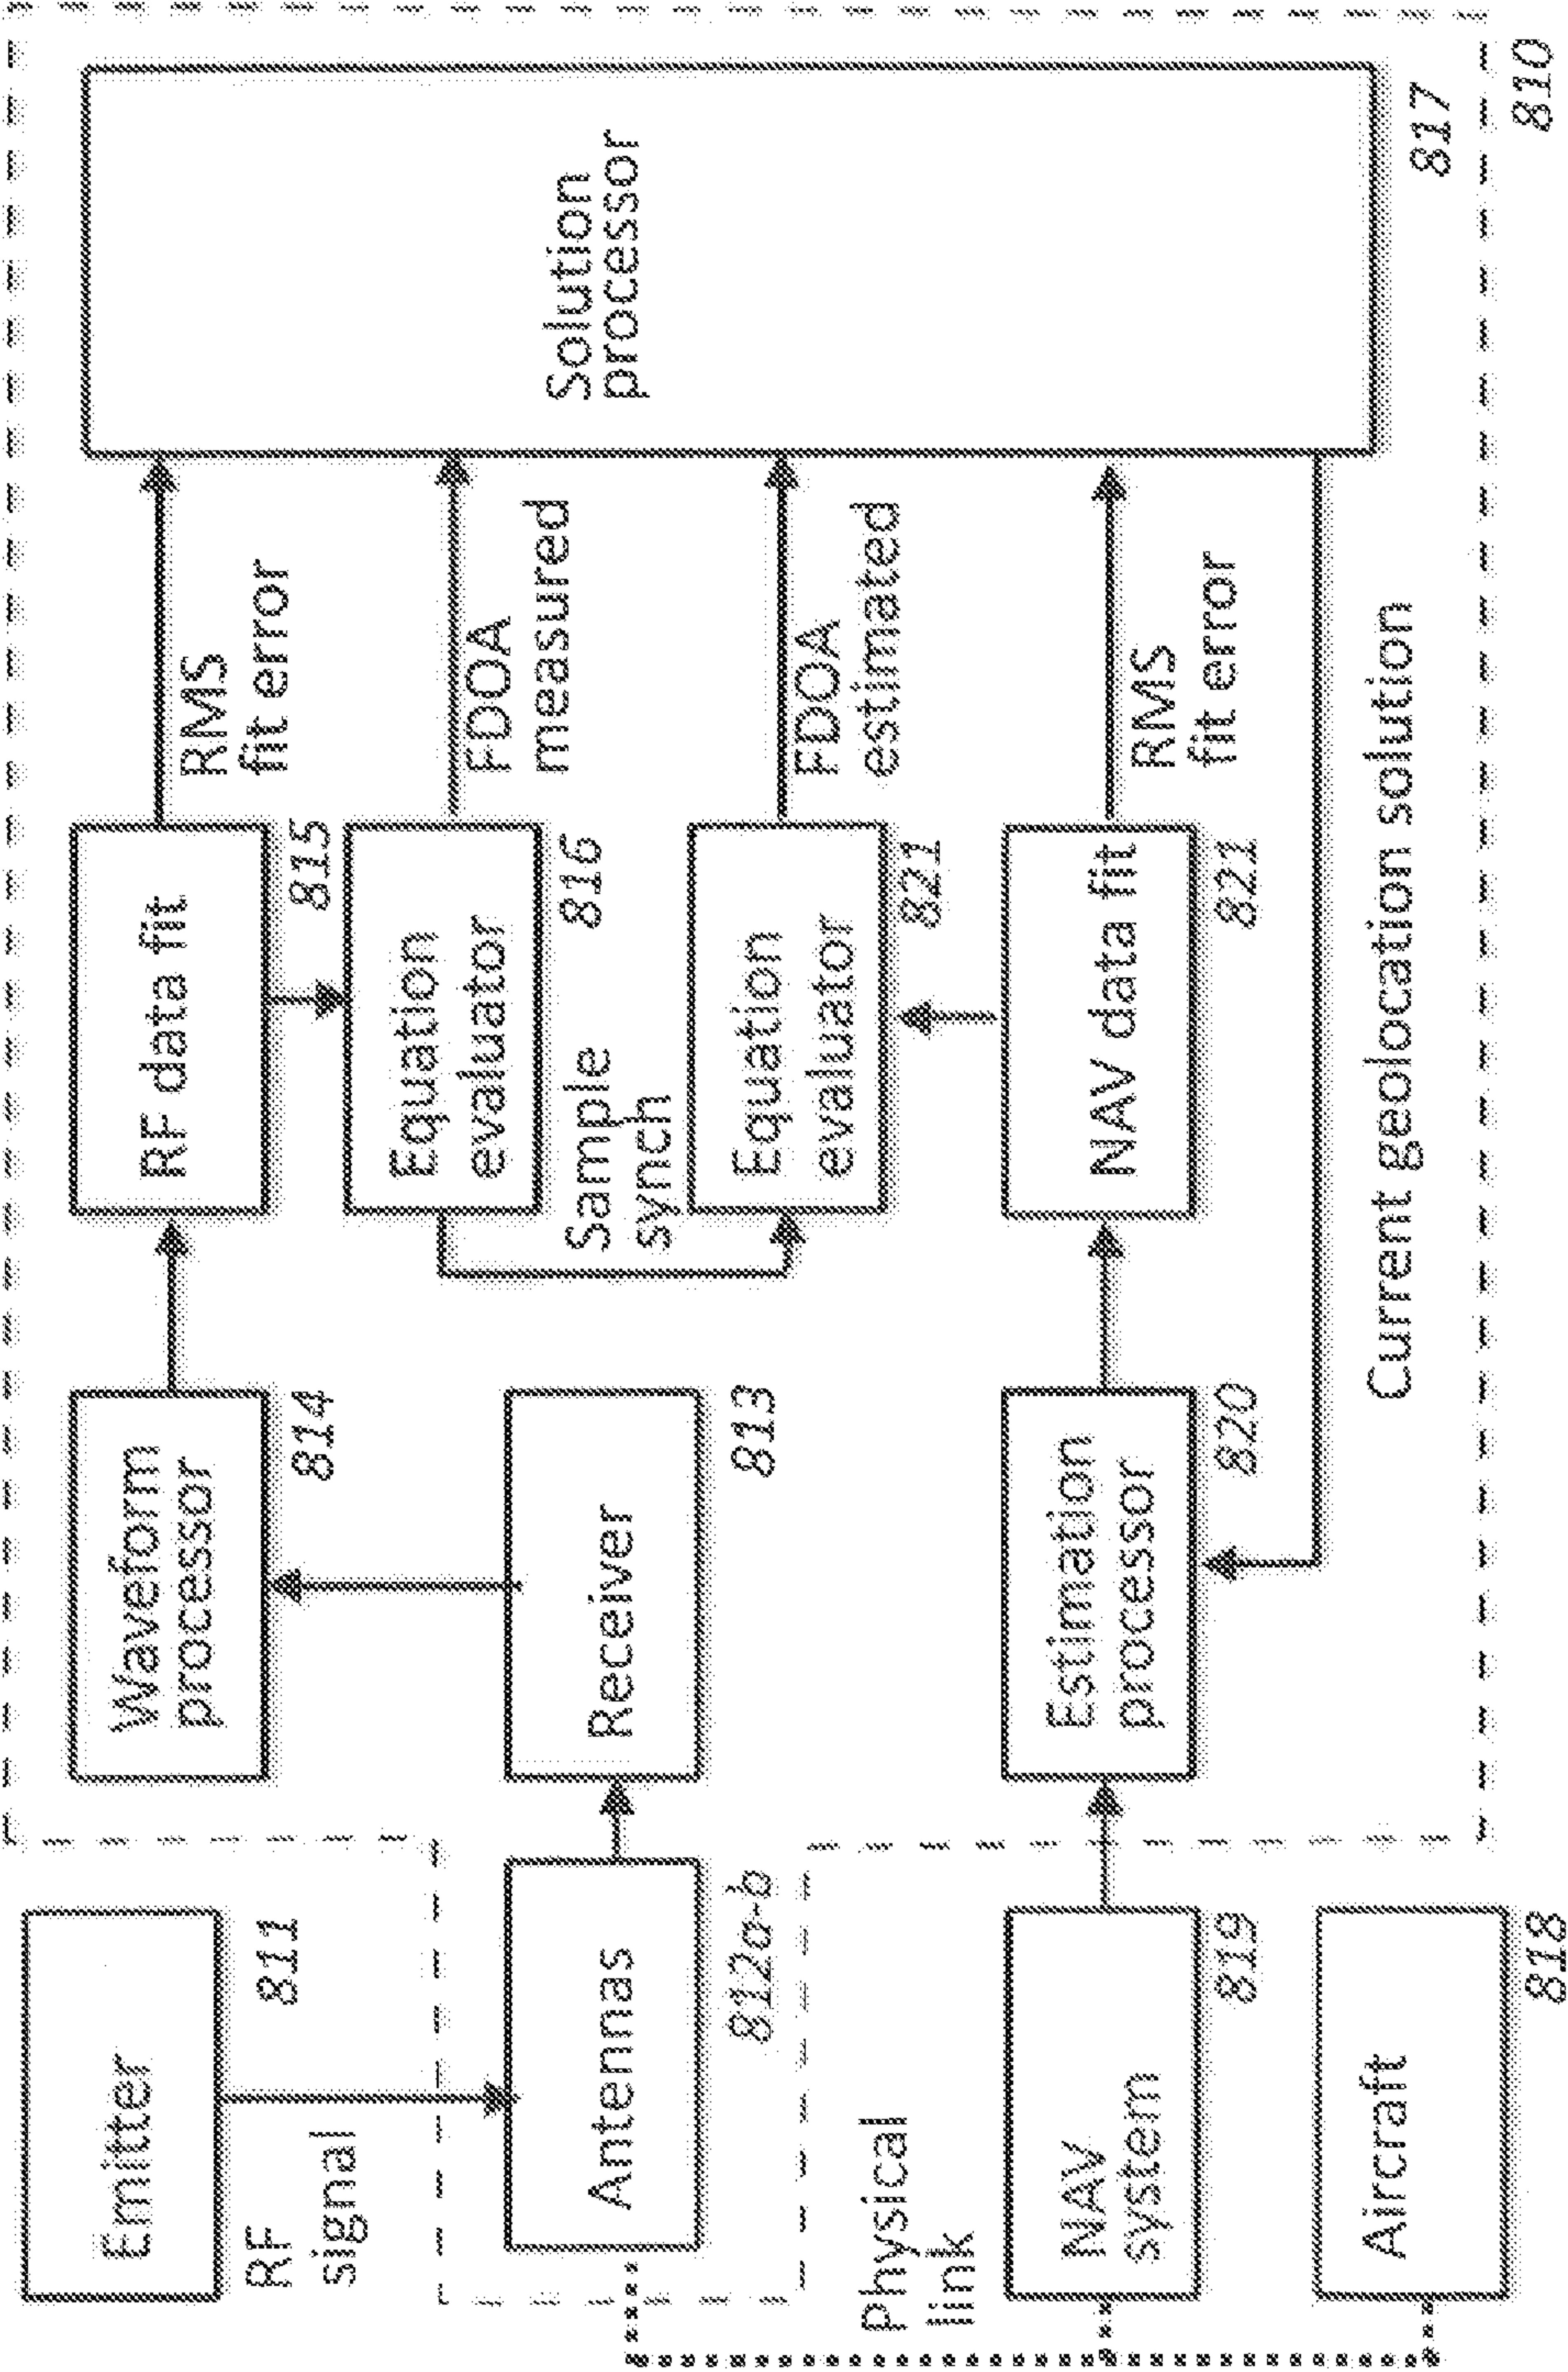 Emitter
811
RF
signal
Antennas
812a-b
Physical
link
NAV
system
819
Aircraft
818
Waveform
processor
814
Receiver
813
Estimation
processor
820
RF data fit
815
Equation
evaluator
816
Sample
synch
Equation
evaluator
821
NAV data fit
821
RMS
fit error
FDOA
measured
FDOA
estimated
RMS
fit error
Current geolocation solution
Solution
processor
817
810